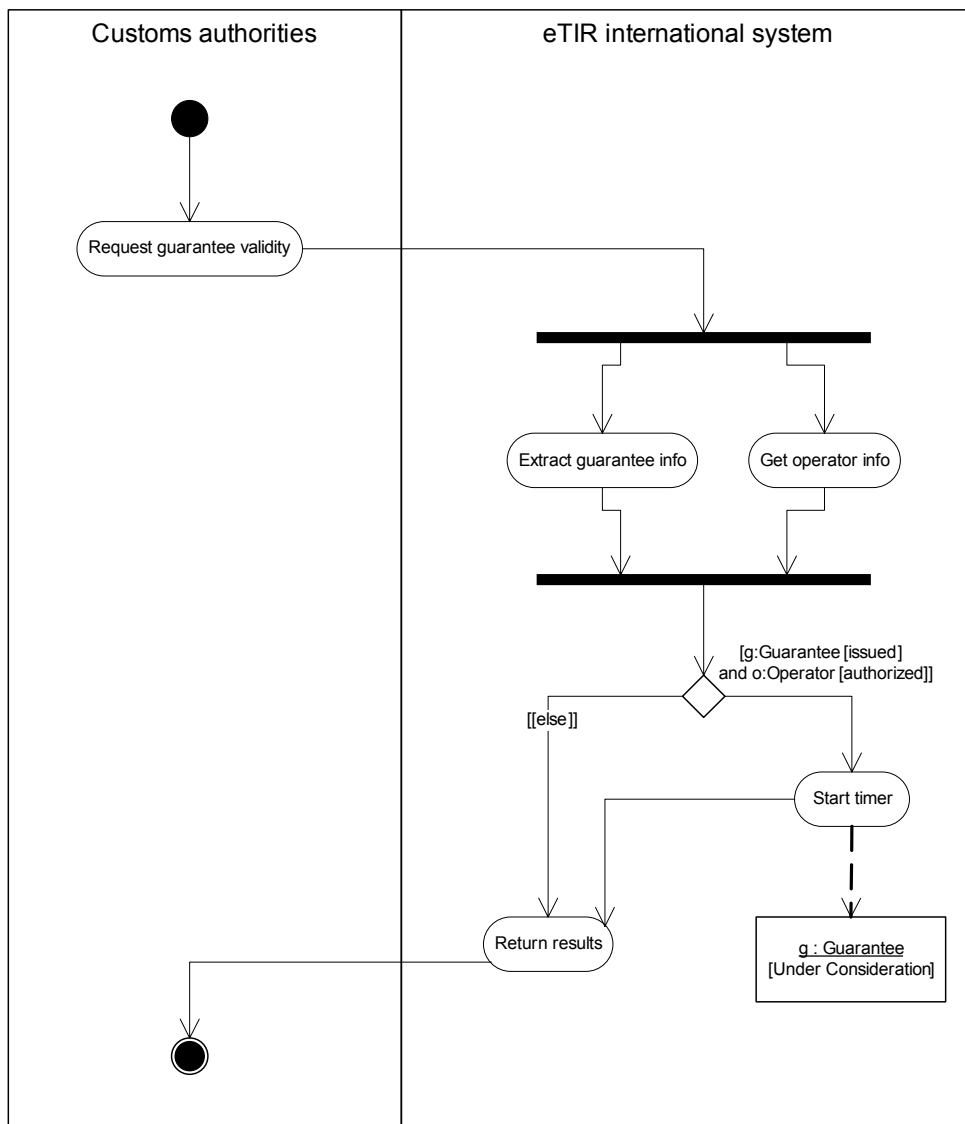 Customs authorities
eTIR international system
Request guarantee validity
Extract guarantee info
Get operator info
[g:Guarantee [issued]
and o:Operator [authorized]]
[[else]]
Start timer
Return results
g : Guarantee
[Under Consideration]